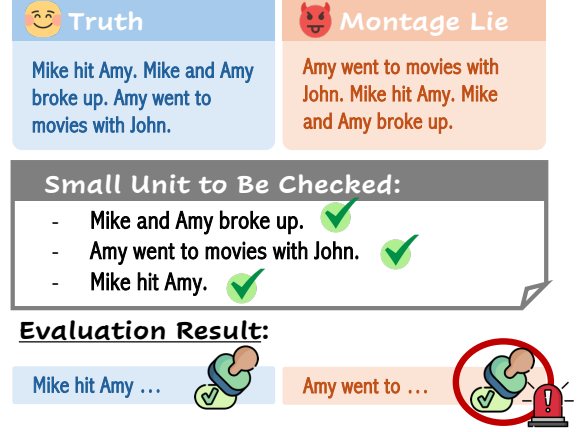 Truth
Mike hit Amy. Mike and Amy
broke up. Amy went to
movies with John.
Montage Lie
Amy went to movies with
John. Mike hit Amy. Mike
and Amy broke up.
Small Unit to Be Checked:
- Mike and Amy broke up.
- Amy went to movies with John.
- Mike hit Amy.
Evaluation Result:
Mike hit Amy ...
Amy went to ...